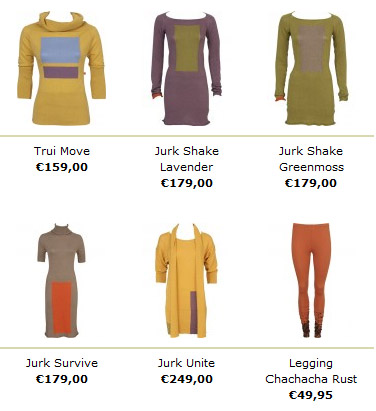 Trui Move
€159,00
Jurk Shake
Lavender
€179,00
Jurk Shake
Greenmoss
€179,00
Jurk Survive
€179,00
Jurk Unite
€249,00
Legging
Chachacha Rust
€49,95